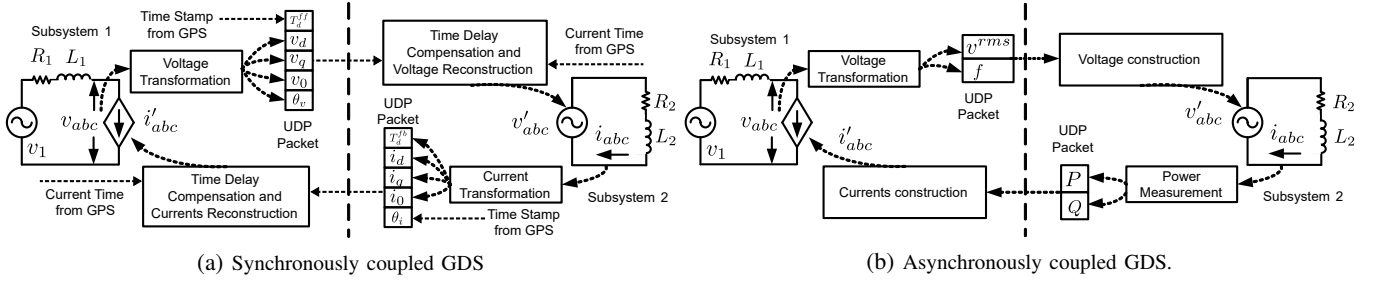 Time Stamp
from GPS
Subsystem 1
R₁ L₁
v₁
v_abc
i'_abc
Voltage
Transformation
T_d^ff
v_d
v_q
v_0
θ_v
UDP
Packet
Time Delay
Compensation and
Voltage Reconstruction
Current Time
from GPS
v'_abc
i_abc
R₂
L₂
Subsystem 2
UDP
Packet
T_d^fb
i_d
i_q
i_0
θ_i
Current
Transformation
Time Stamp
from GPS
Time Delay
Compensation and
Currents Reconstruction
Current Time
from GPS
(a) Synchronously coupled GDS
Subsystem 1
R₁ L₁
v₁
v_abc
i'_abc
Voltage
Transformation
v^rms
f
UDP
Packet
Voltage construction
v'_abc
i_abc
R₂
L₂
Subsystem 2
UDP
Packet
P
Q
Power
Measurement
Currents construction
(b) Asynchronously coupled GDS.